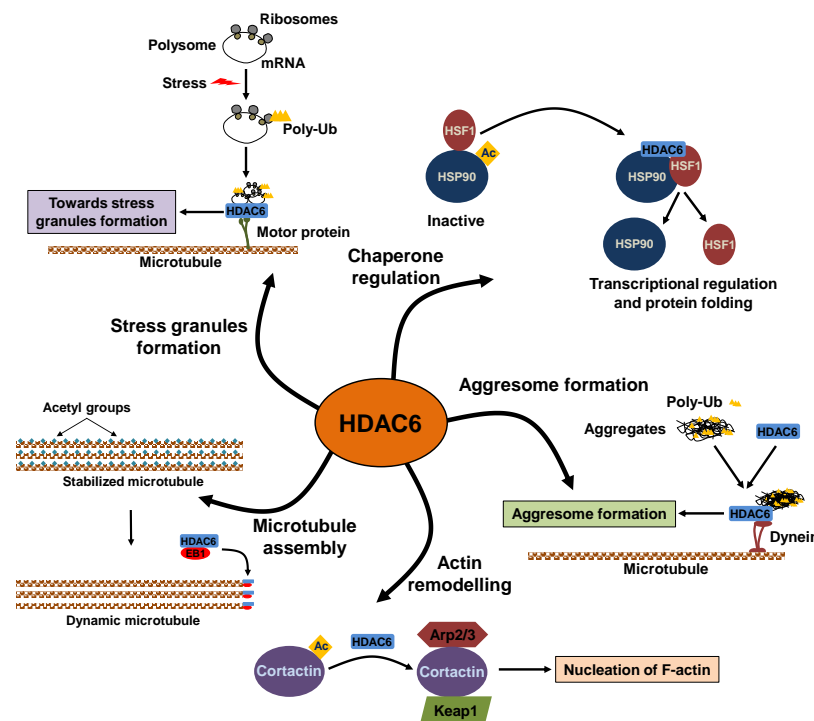 Ribosomes
Polysome
mRNA
Stress
Poly-Ub
HDAC6
Towards stress
granules formation
Motor protein
Microtubule
Stress granules
formation
HSF1
Ac
HSP90
Inactive
HDAC6
HSP90
HSF1
HSP90
HSF1
Transcriptional regulation
and protein folding
Chaperone
regulation
HDAC6
Aggresome formation
Poly-Ub
Aggregates
HDAC6
HDAC6
Aggresome formation
Dynein
Microtubule
Acetyl groups
Stabilized microtubule
HDAC6
EB1
Dynamic microtubule
Microtubule
assembly
Actin
remodelling
Ac
Cortactin
HDAC6
Arp2/3
Cortactin
Keap1
Nucleation of F-actin